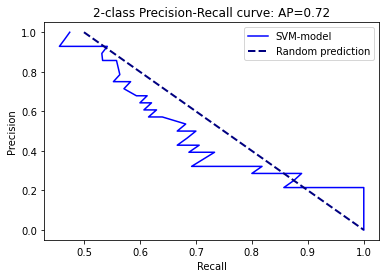 2-class Precision-Recall curve: AP=0.72
SVM-model
Random prediction
Precision
1.0
0.8
0.6
0.4
0.2
0.0
0.5 0.6 0.7 0.8 0.9 1.0
Recall